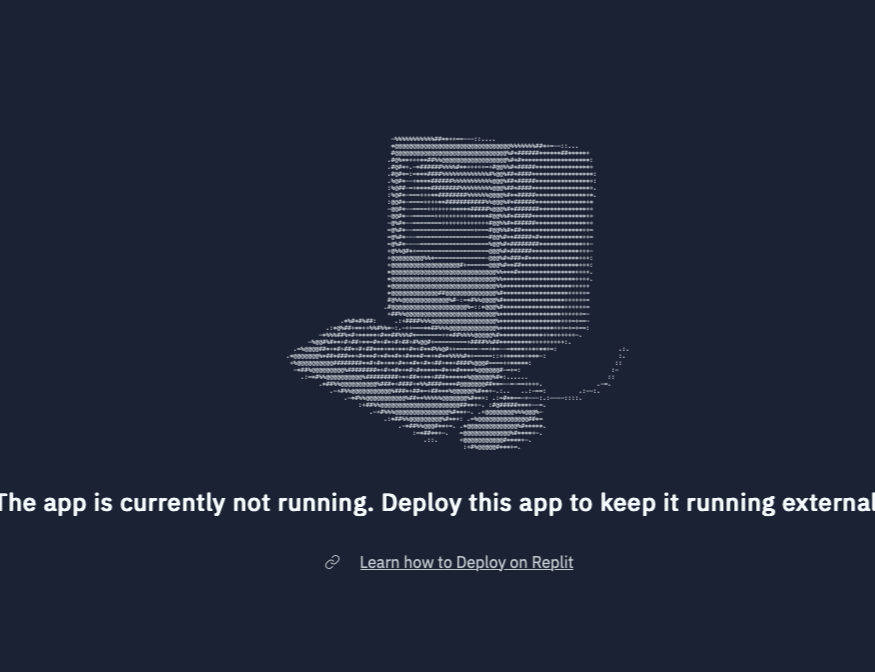 The app is currently not running. Deploy this app to keep it running external
Learn how to Deploy on Replit